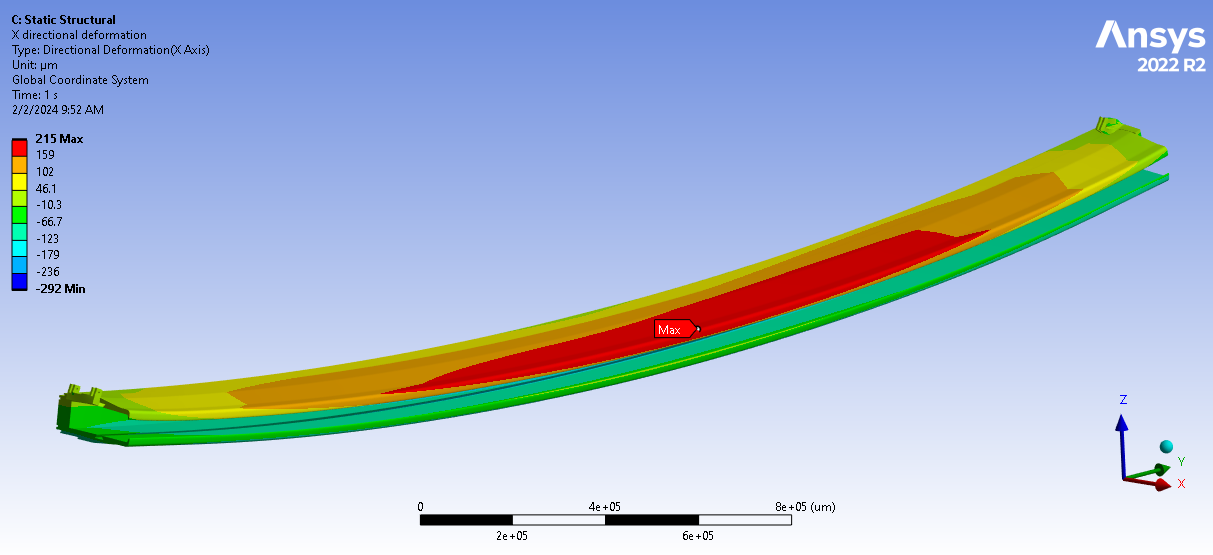 C: Static Structural
X directional deformation
Type: Directional Deformation(X Axis)
Unit: µm
Global Coordinate System
Time: 1 s
2/2/2024 9:52 AM
Ansys
2022 R2
215 Max
159
102
46.1
-10.3
-66.7
-123
-179
-236
-292 Min
Max
Z
Y
X
0 4e+05 8e+05 (um)
2e+05 6e+05